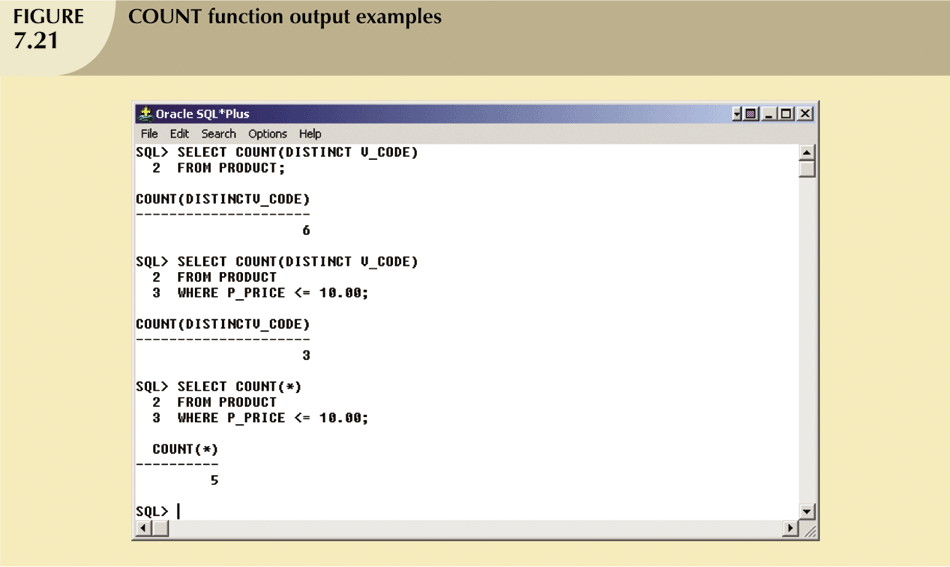 FIGURE
7.21
COUNT function output examples
Oracle SQL*Plus
File Edit Search Options Help
SQL> SELECT COUNT(DISTINCT V_CODE)
2 FROM PRODUCT;
COUNT(DISTINCTV_CODE)
---------------------
6
SQL> SELECT COUNT(DISTINCT V_CODE)
2 FROM PRODUCT
3 WHERE P_PRICE <= 10.00;
COUNT(DISTINCTV_CODE)
---------------------
3
SQL> SELECT COUNT(*)
2 FROM PRODUCT
3 WHERE P_PRICE <= 10.00;
COUNT(*)
----------
5
SQL>